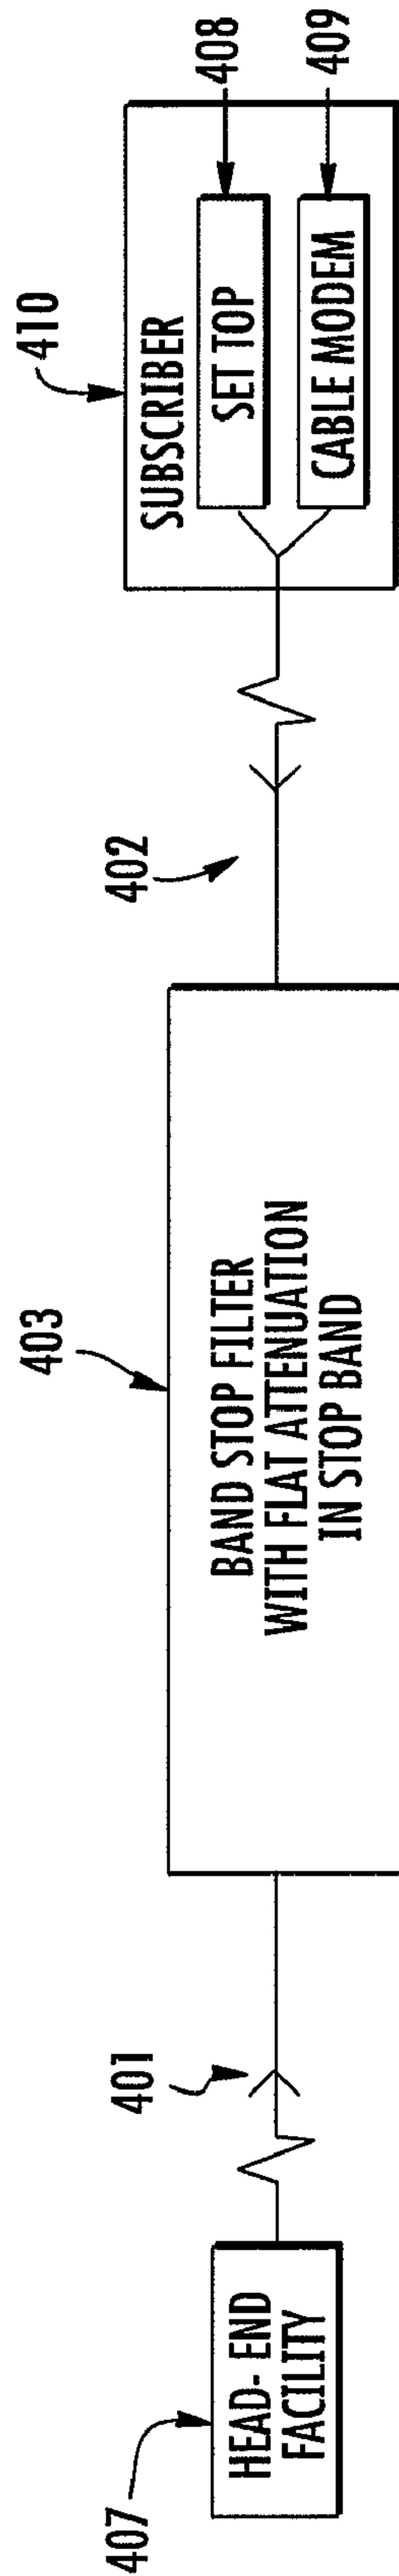 407
HEAD- END
FACILITY
401
403
BAND STOP FILTER
WITH FLAT ATTENUATION
IN STOP BAND
402
410
SUBSCRIBER
SET TOP
408
CABLE MODEM
409